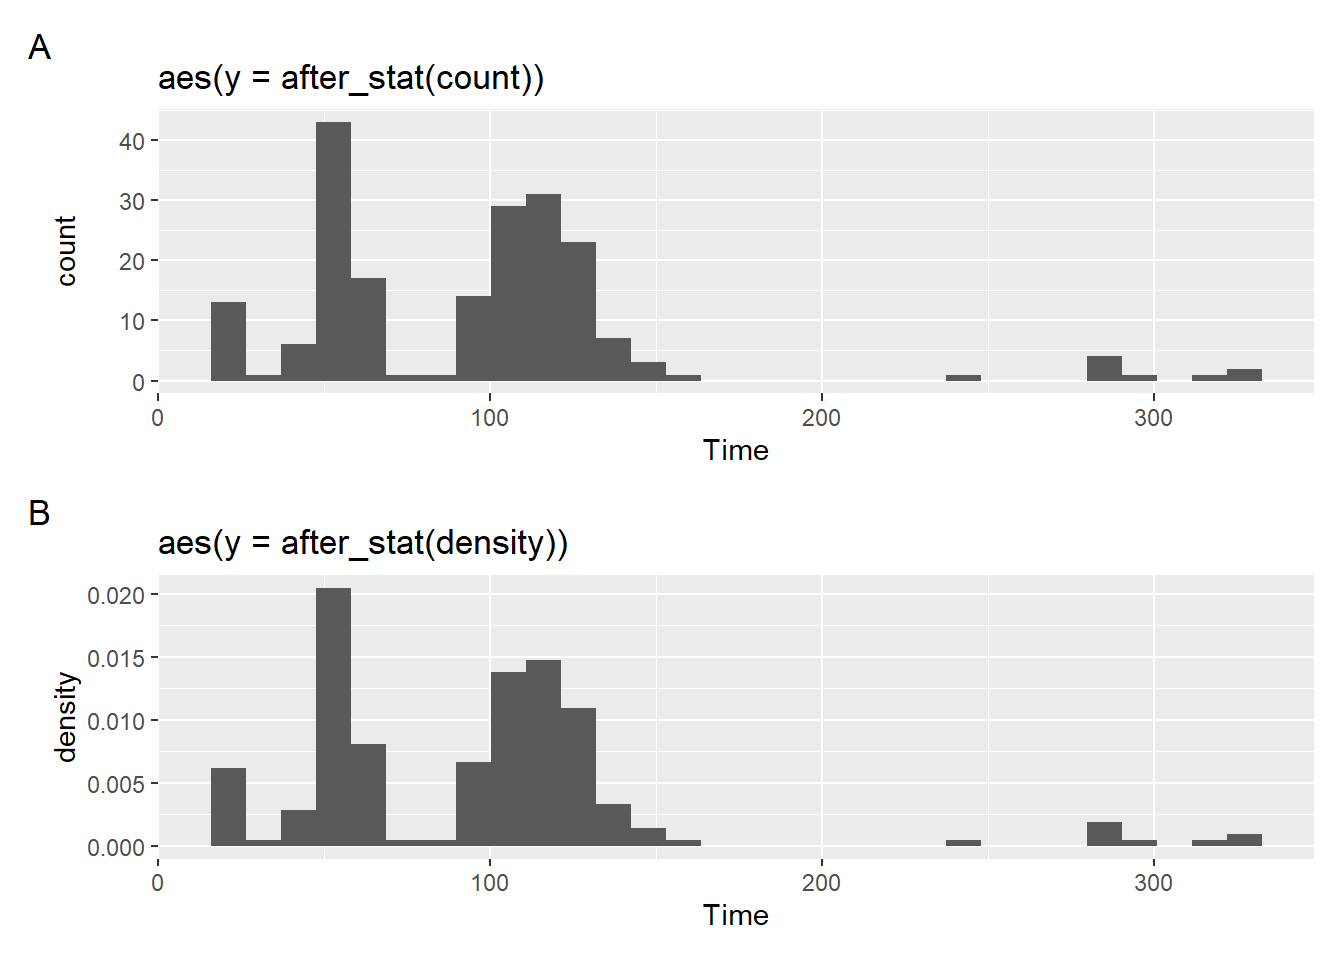 A
aes(y = after_stat(count))
40
30
20
10
0
count
0 100 200 300
Time
B
aes(y = after_stat(density))
0.020
0.015
0.010
0.005
0.000
density
0 100 200 300
Time